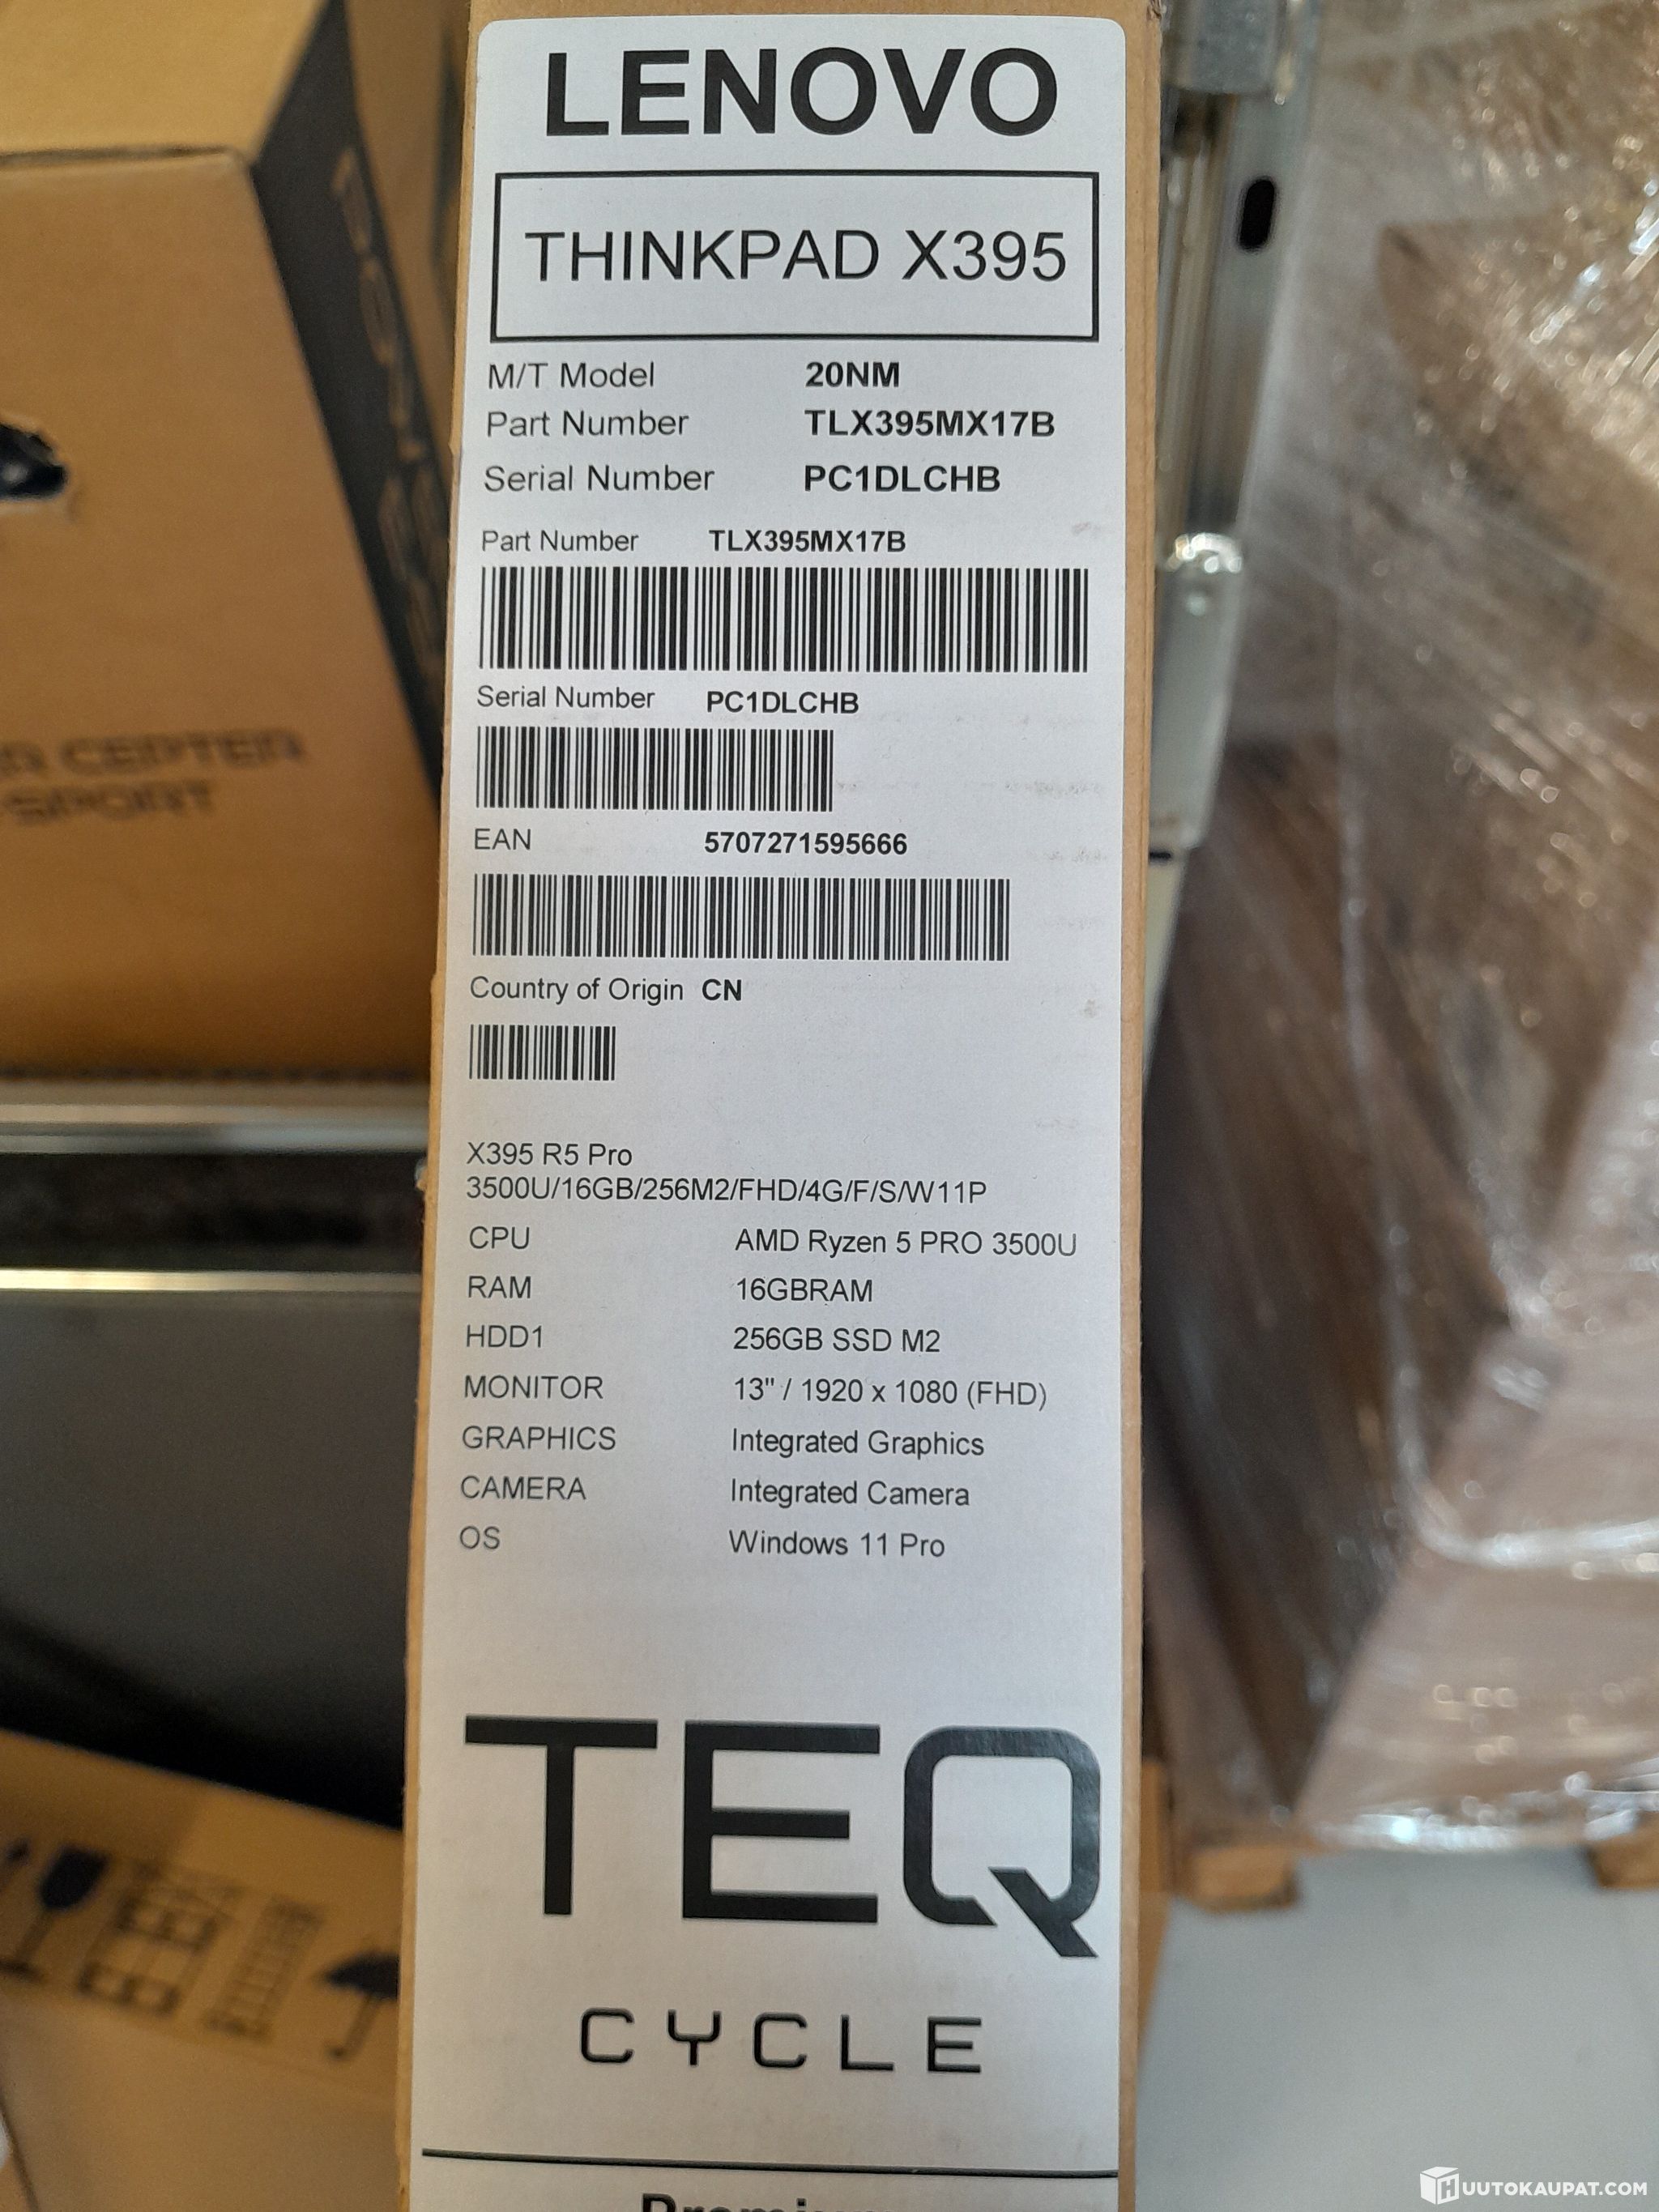 LENOVO
THINKPAD X395
M/T Model 20NM
Part Number TLX395MX17B
Serial Number PC1DLCHB
Part Number TLX395MX17B
Serial Number PC1DLCHB
EAN 5707271595666
Country of Origin CN
X395 R5 Pro
3500U/16GB/256M2/FHD/4G/F/S/W11P
CPU AMD Ryzen 5 PRO 3500U
RAM 16GBRAM
HDD1 256GB SSD M2
MONITOR 13" / 1920 x 1080 (FHD)
GRAPHICS Integrated Graphics
CAMERA Integrated Camera
OS Windows 11 Pro
TEQ
CYCLE
HUUTOKAUPAT.COM